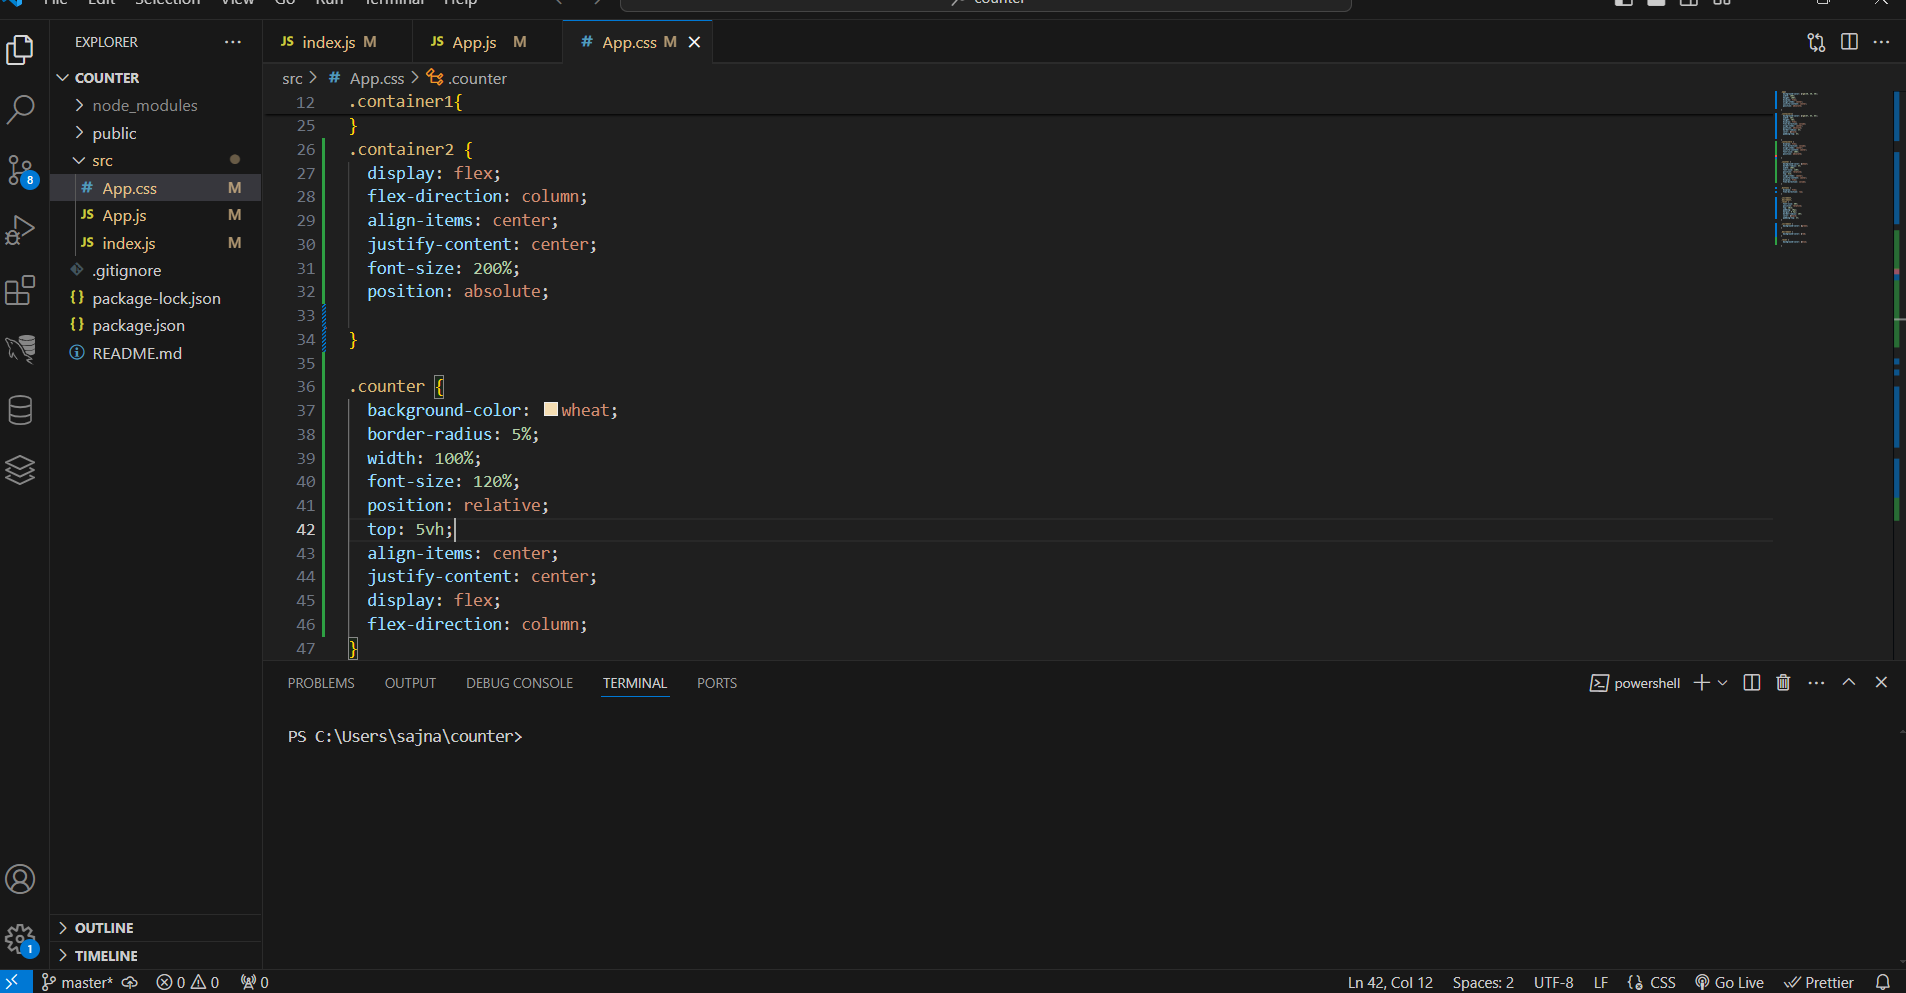 File Edit Selection View Go Run Terminal Help
counter
EXPLORER
COUNTER
node_modules
public
src
# App.css M
JS App.js M
JS index.js M
.gitignore
{} package-lock.json
{} package.json
README.md
OUTLINE
TIMELINE
8
1
JS index.js M
JS App.js M
# App.css M
src > # App.css > .counter
12 .container1{
25 }
26 .container2 {
27 display: flex;
28 flex-direction: column;
29 align-items: center;
30 justify-content: center;
31 font-size: 200%;
32 position: absolute;
33
34 }
35
36 .counter {
37 background-color: wheat;
38 border-radius: 5%;
39 width: 100%;
40 font-size: 120%;
41 position: relative;
42 top: 5vh;
43 align-items: center;
44 justify-content: center;
45 display: flex;
46 flex-direction: column;
47 }
PROBLEMS OUTPUT DEBUG CONSOLE TERMINAL PORTS
powershell
PS C:\Users\sajna\counter>
master* 0 0 0
Ln 42, Col 12 Spaces: 2 UTF-8 LF CSS Go Live Prettier